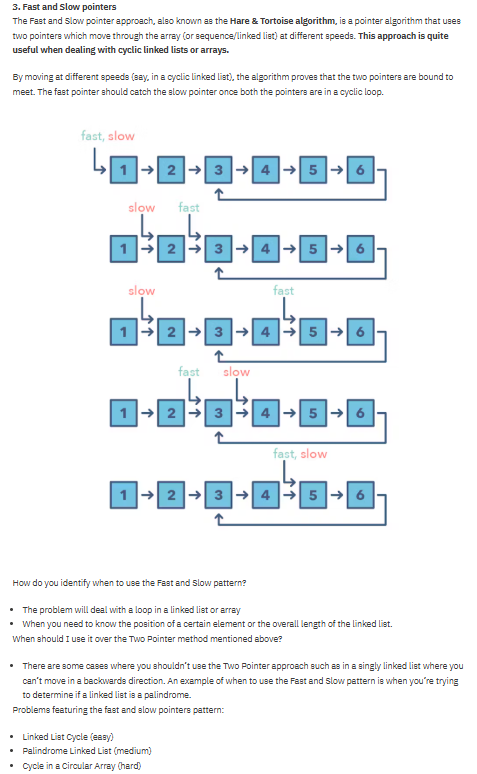 3. Fast and Slow pointers
The Fast and Slow pointer approach, also known as the Hare & Tortoise algorithm, is a pointer algorithm that uses
two pointers which move through the array (or sequence/linked list) at different speeds. This approach is quite
useful when dealing with cyclic linked lists or arrays.
By moving at different speeds (say, in a cyclic linked list), the algorithm proves that the two pointers are bound to
meet. The fast pointer should catch the slow pointer once both the pointers are in a cyclic loop.
fast, slow
1 2 3 4 5 6
slow fast
1 2 3 4 5 6
slow fast
1 2 3 4 5 6
fast slow
1 2 3 4 5 6
fast, slow
1 2 3 4 5 6
How do you identify when to use the Fast and Slow pattern?
• The problem will deal with a loop in a linked list or array
• When you need to know the position of a certain element or the overall length of the linked list.
When should I use it over the Two Pointer method mentioned above?
• There are some cases where you shouldn't use the Two Pointer approach such as in a singly linked list where you
can't move in a backwards direction. An example of when to use the Fast and Slow pattern is when you're trying
to determine if a linked list is a palindrome.
Problems featuring the fast and slow pointers pattern:
• Linked List Cycle (easy)
• Palindrome Linked List (medium)
• Cycle in a Circular Array (hard)